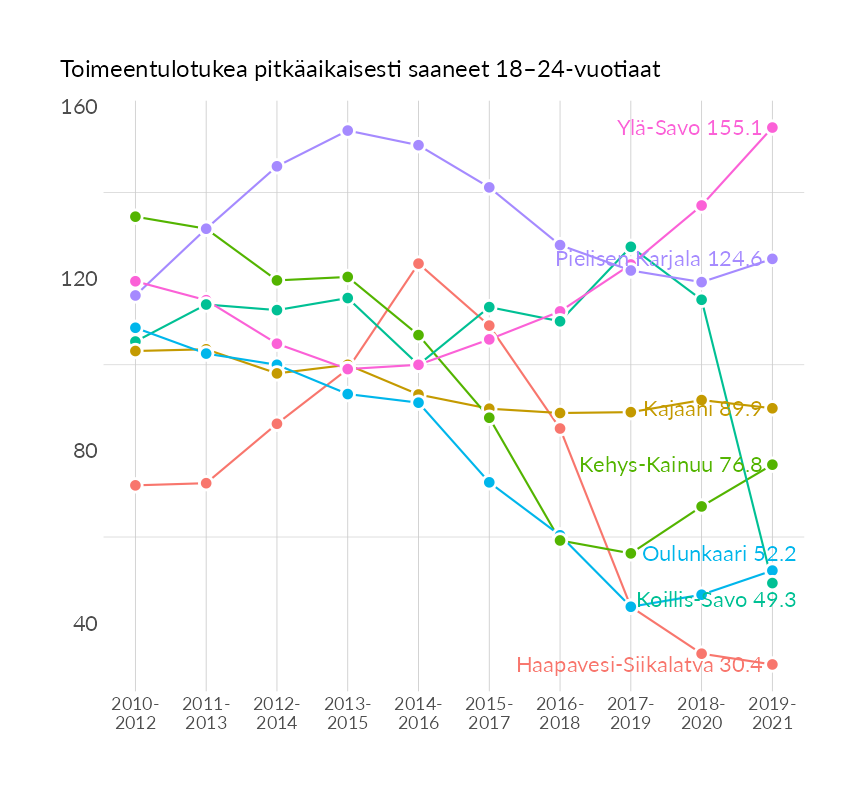 Toimeentulotukea pitkäaikaisesti saaneet 18–24-vuotiaat
160
Ylä-Savo 155.1
Pielisen Karjala 124.6
120
Kajaani 89.9
80
Kehys-Kainuu 76.8
Oulunkaari 52.2
Koillis-Savo 49.3
40
Haapavesi-Siikalatva 30.4
2010- 2011- 2012- 2013- 2014- 2015- 2016- 2017- 2018- 2019-
2012 2013 2014 2015 2016 2017 2018 2019 2020 2021